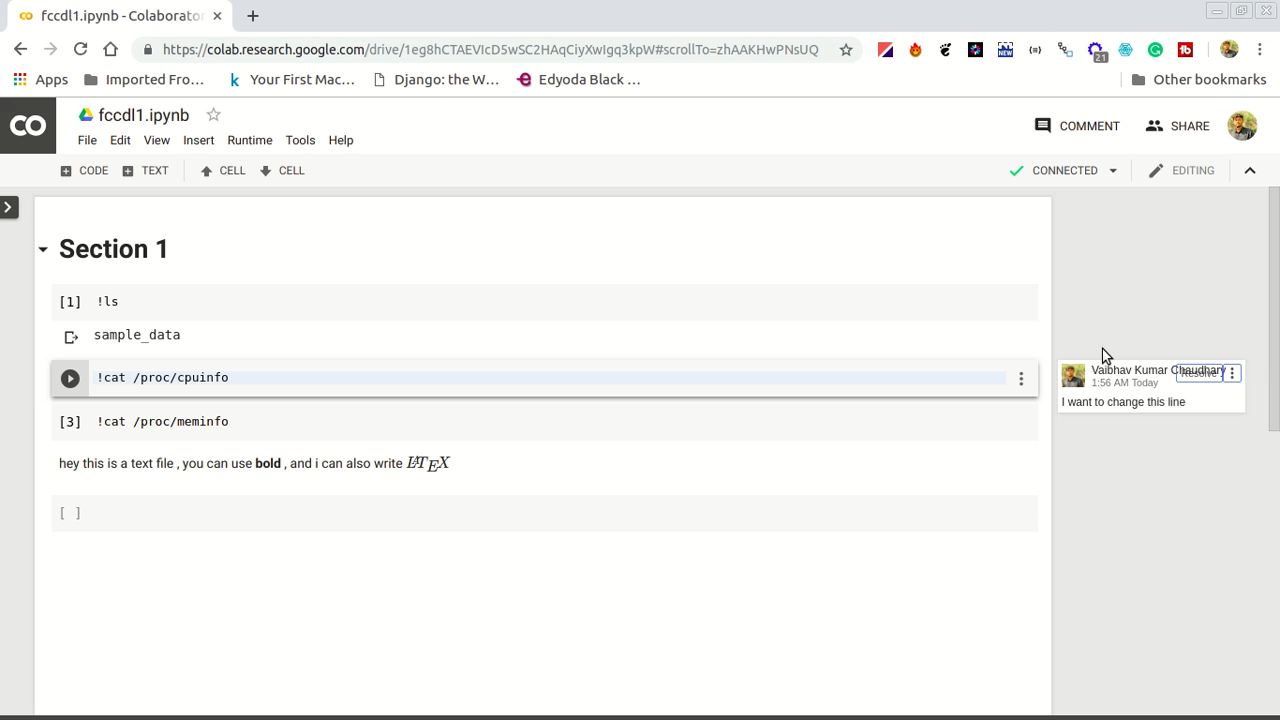 fccdl1.ipynb - Colaborato
https://colab.research.google.com/drive/1eg8hCTAEVIcD5wSC2HAqCiyXwIgq3kpW#scrollTo=zhAAKHwPNsUQ
NEW
21
Apps
Imported Fro...
Your First Mac...
Django: the W...
Edyoda Black ...
Other bookmarks
CO
fccdl1.ipynb
File Edit View Insert Runtime Tools Help
COMMENT
SHARE
CODE TEXT CELL CELL
CONNECTED
EDITING
Section 1
[1] !ls
sample_data
!cat /proc/cpuinfo
Vaibhav Kumar Chaudhary
Resolve
1:56 AM Today
I want to change this line
[3] !cat /proc/meminfo
hey this is a text file , you can use bold , and i can also write LATEX
[ ]